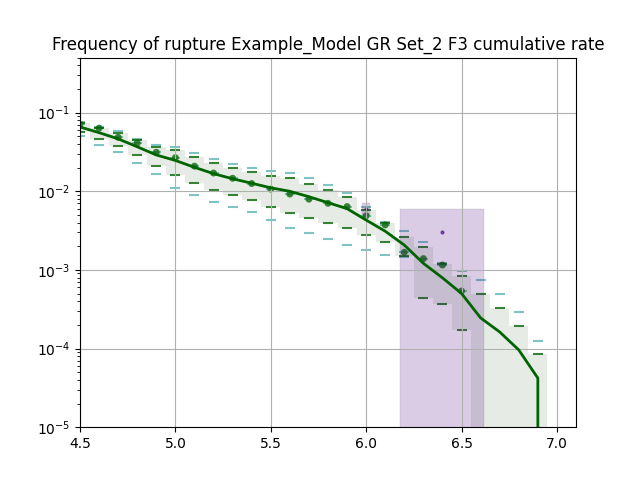 Frequency of rupture Example_Model GR Set_2 F3 cumulative rate
10⁻¹
10⁻²
10⁻³
10⁻⁴
10⁻⁵
4.5 5.0 5.5 6.0 6.5 7.0